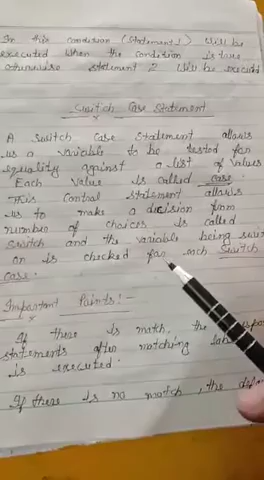 In this condition (statements 1) will be
executed when the condition is true
otherwise statement 2 will be execided
Switch Case Statement
A Switch Case Statement allows
us a variable to be tested for
equality against a list of values
Each value is called case.
This Control Statement allows
us to make a decision from
number of choices is called
Switch and the variable being swit
on is checked for each Switch
case.
Important Points:-
If there is match, the
statements after matching
is executed.
If there is no match, the